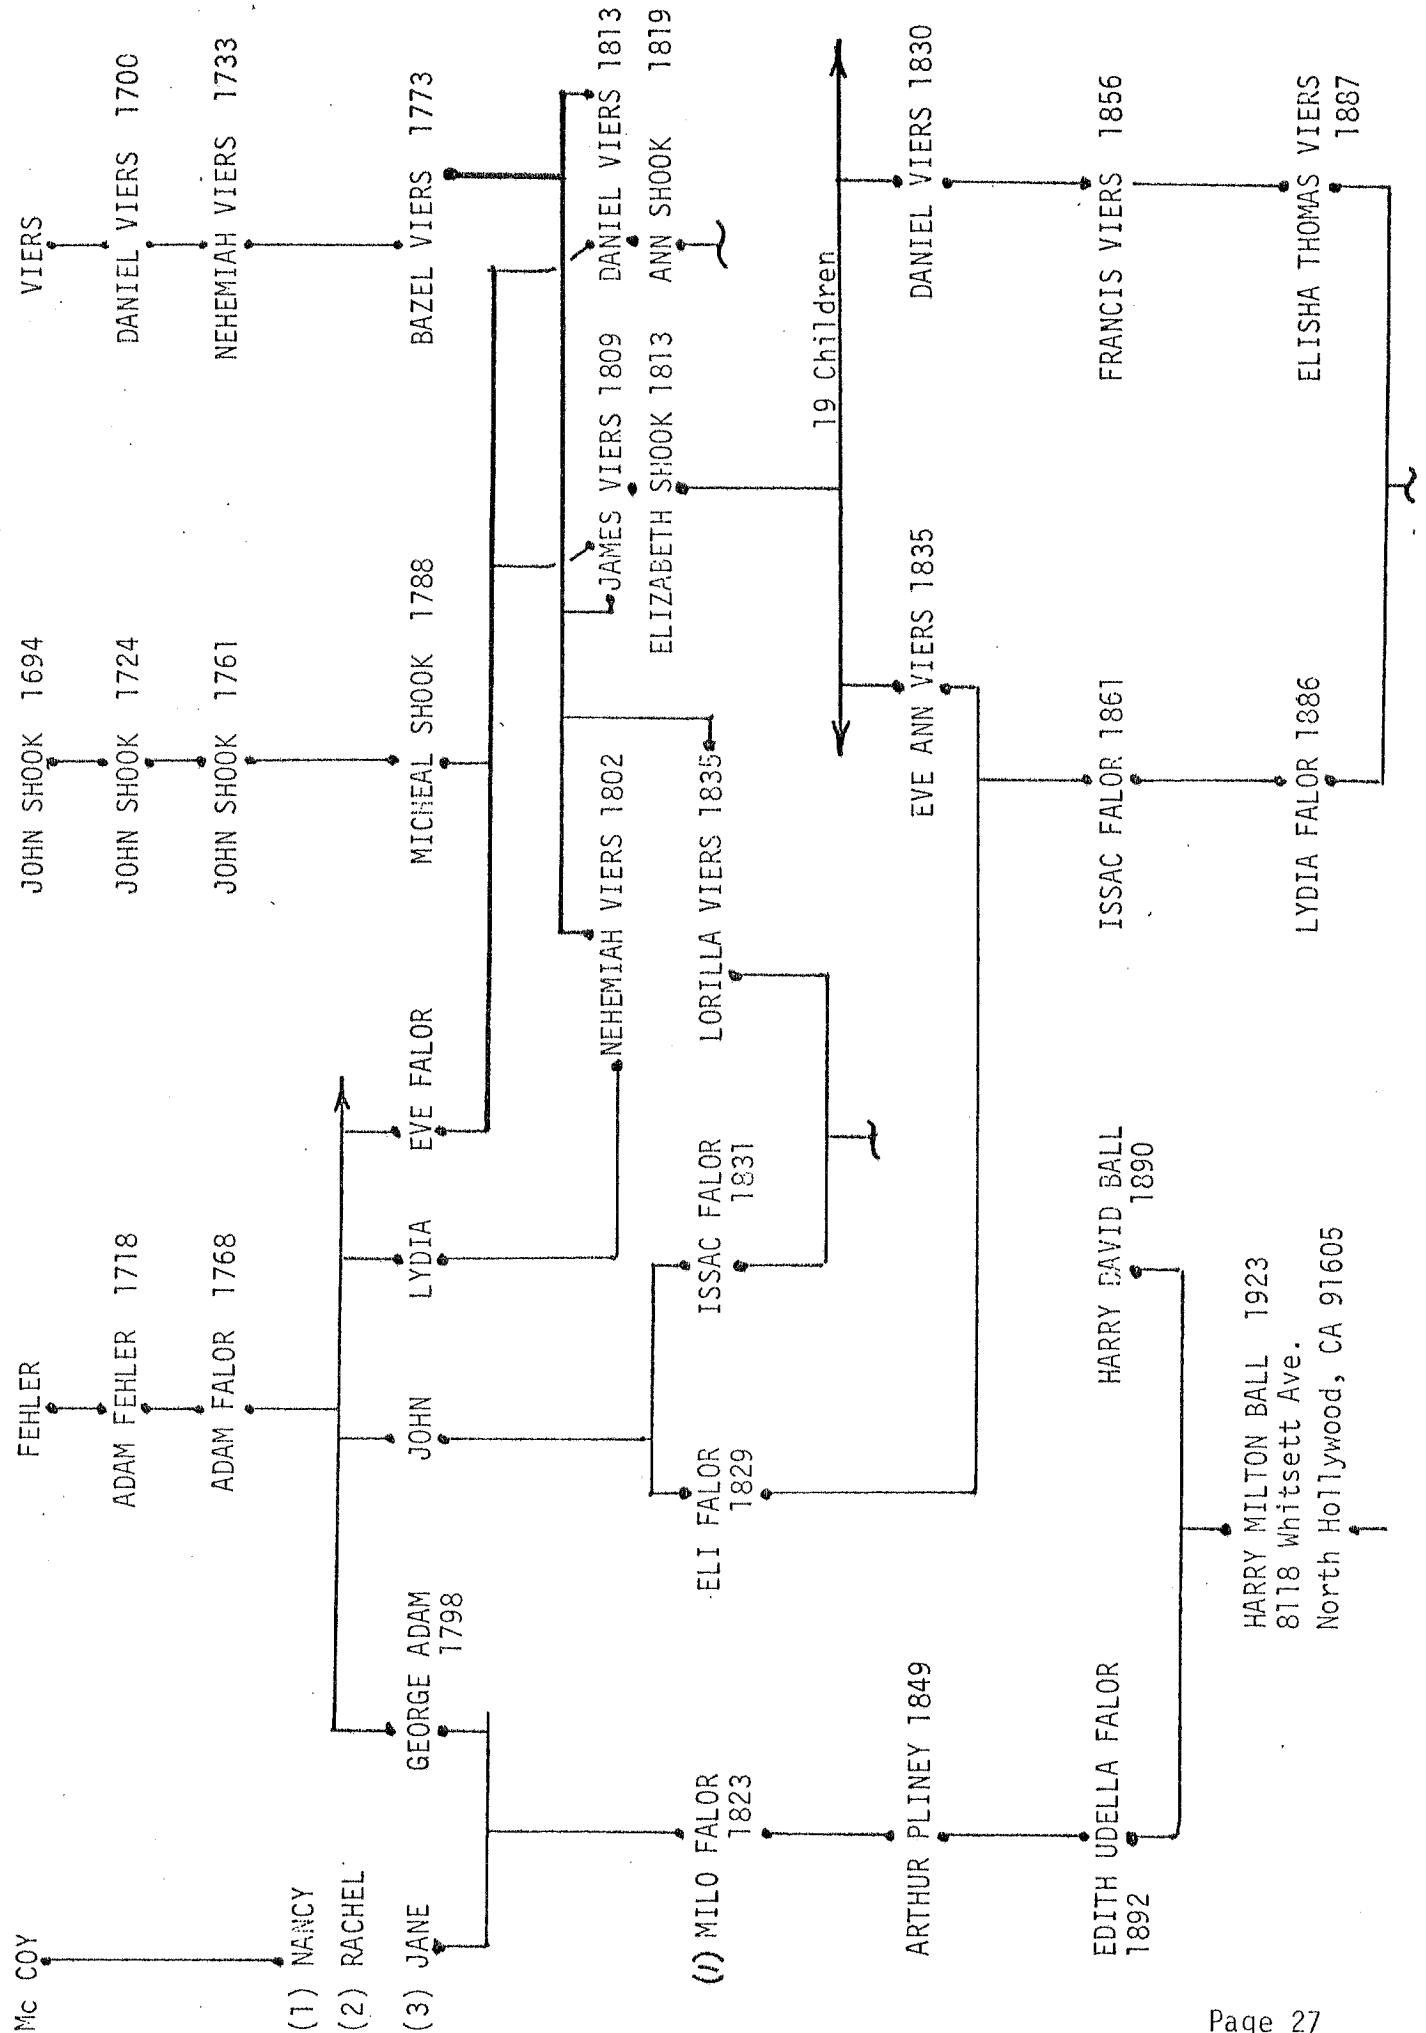 Mc COY
FEHLER
JOHN SHOOK 1694
VIERS
ADAM FEHLER 1718
JOHN SHOOK 1724
DANIEL VIERS 1700
ADAM FALOR 1768
JOHN SHOOK 1761
NEHEMIAH VIERS 1733
(1) NANCY
(2) RACHEL
(3) JANE
GEORGE ADAM
1798
JOHN
LYDIA
EVE FALOR
MICHEAL SHOOK 1788
BAZEL VIERS 1773
NEHEMIAH VIERS 1802
JAMES VIERS 1809
ELIZABETH SHOOK 1813
DANIEL VIERS 1813
ANN SHOOK 1819
(1) MILO FALOR
1823
ELI FALOR
1829
ISSAC FALOR
1831
LORILLA VIERS 1835
19 Children
ARTHUR PLINEY 1849
EVE ANN VIERS 1835
DANIEL VIERS 1830
EDITH UDELLA FALOR
1892
HARRY DAVID BALL
1890
ISSAC FALOR 1861
FRANCIS VIERS 1856
HARRY MILTON BALL 1923
8118 Whitsett Ave.
North Hollywood, CA 91605
LYDIA FALOR 1886
ELISHA THOMAS VIERS
1887
Page 27